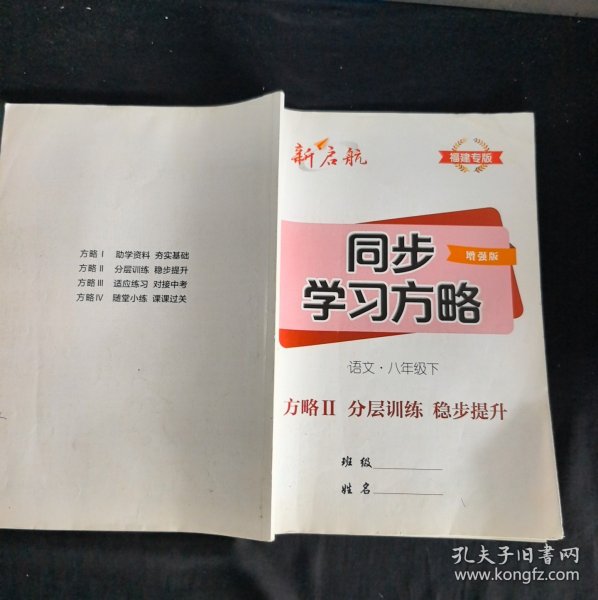 方略Ⅰ 助学资料 夯实基础
方略Ⅱ 分层训练 稳步提升
方略Ⅲ 适应练习 对接中考
方略Ⅳ 随堂小练 课课过关
新启航
福建专版
同步
增强版
学习方略
语文·八年级下
方略Ⅱ 分层训练 稳步提升
班级
姓名
孔夫子旧书网
www.kongfz.com